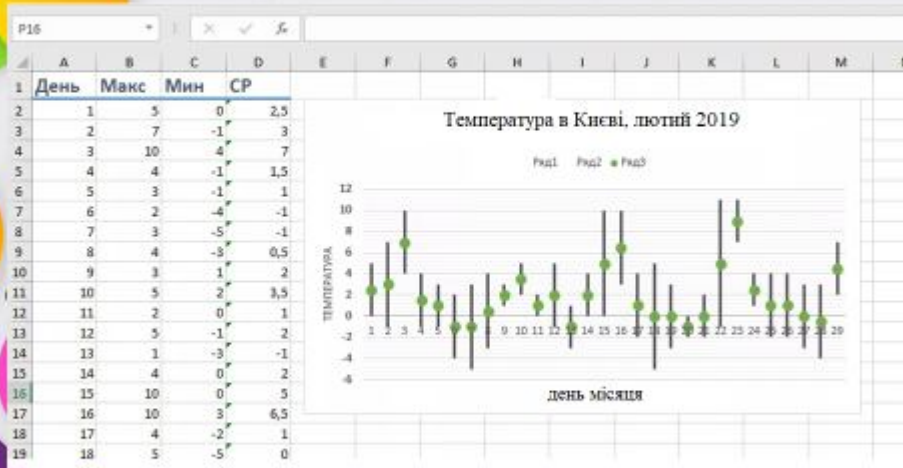 P16
A B C D E F G H I J K L M
1 День Макс Мин СР
2 1 5 0 2,5
3 2 7 -1 3
4 3 10 4 7
5 4 4 -1 1,5
6 5 3 -1 1
7 6 2 -4 -1
8 7 3 -5 -1
9 8 4 -3 0,5
10 9 3 1 2
11 10 5 2 3,5
12 11 2 0 1
13 12 5 -1 2
14 13 1 -3 -1
15 14 4 0 2
16 15 10 0 5
17 16 10 3 6,5
18 17 4 -2 1
19 18 5 -5 0
Температура в Києві, лютий 2019
Ряд1 Ряд2 Ряд3
ТЕМПЕРАТУРА
12
10
8
6
4
2
0
1 2 3 4 5 6 7 8 9 10 11 12 13 14 15 16 17 18 19 20 21 22 23 24 25 26 27 28 29
-2
-4
-4
день місяця